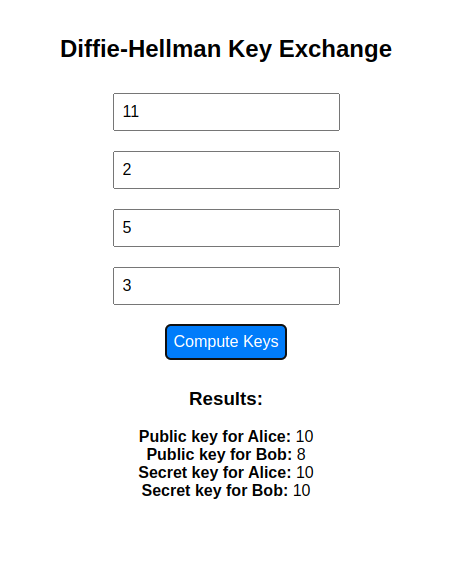 Diffie-Hellman Key Exchange
11
2
5
3
Compute Keys
Results:
Public key for Alice: 10
Public key for Bob: 8
Secret key for Alice: 10
Secret key for Bob: 10